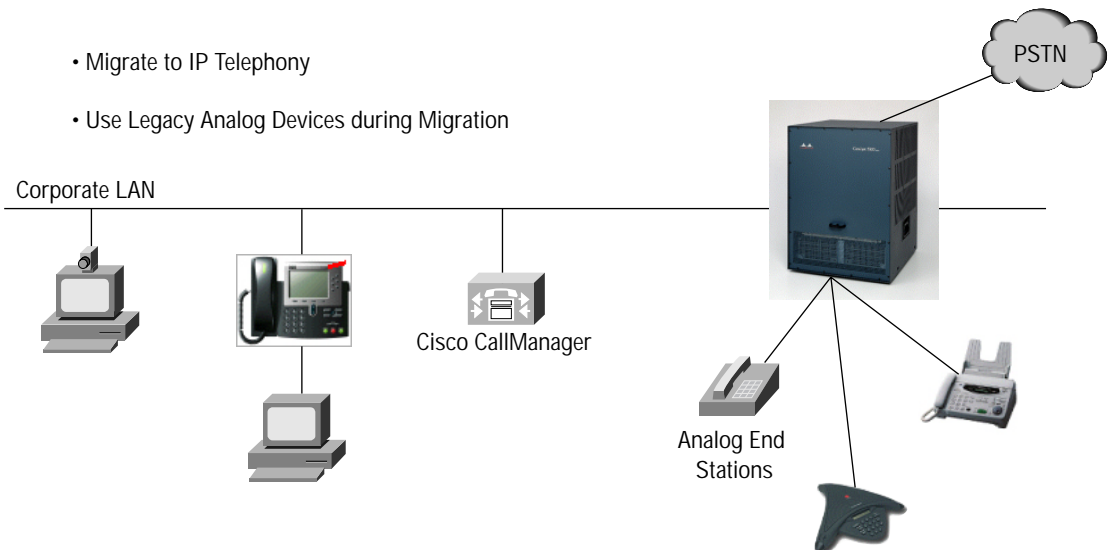 PSTN
• Migrate to IP Telephony
• Use Legacy Analog Devices during Migration
Corporate LAN
Cisco CallManager
Analog End
Stations